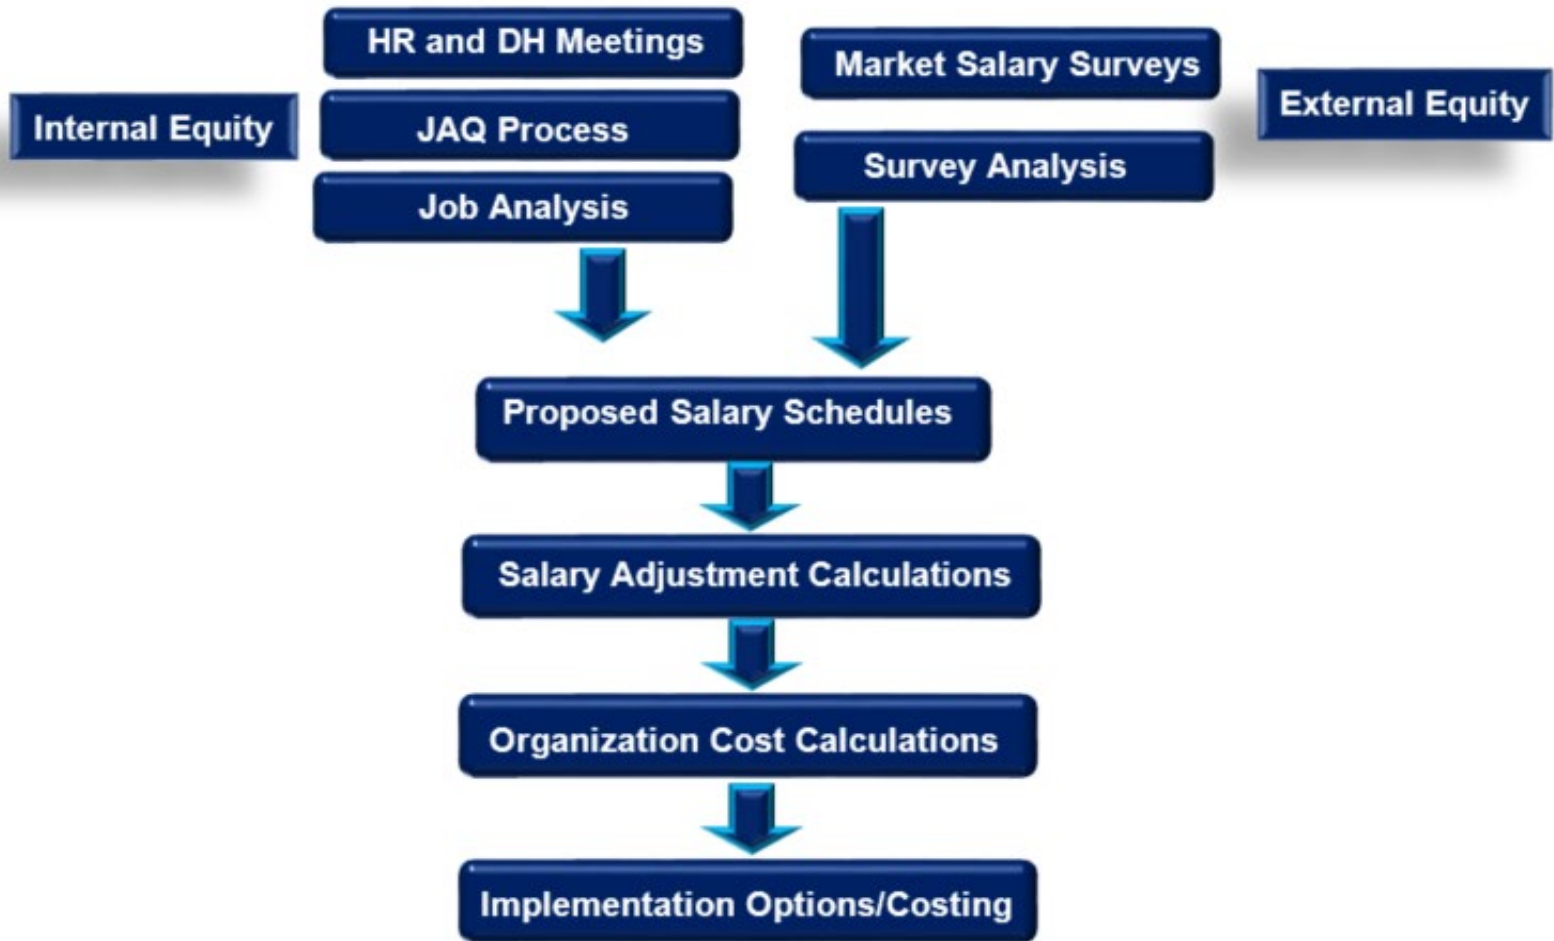 HR and DH Meetings
Market Salary Surveys
Internal Equity
JAQ Process
External Equity
Job Analysis
Survey Analysis
Proposed Salary Schedules
Salary Adjustment Calculations
Organization Cost Calculations
Implementation Options/Costing